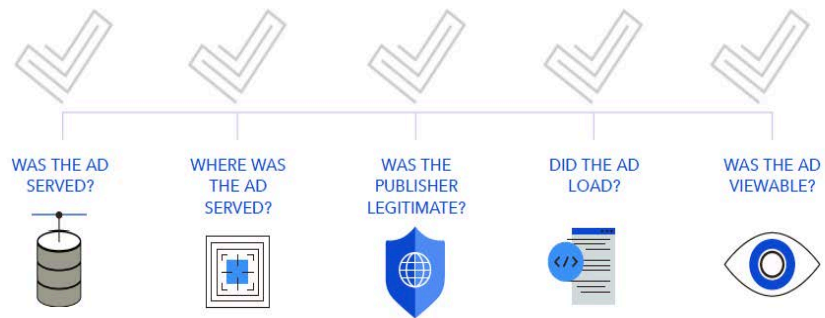 WAS THE AD
SERVED?
WHERE WAS
THE AD
SERVED?
WAS THE
PUBLISHER
LEGITIMATE?
DID THE AD
LOAD?
WAS THE AD
VIEWABLE?
</>